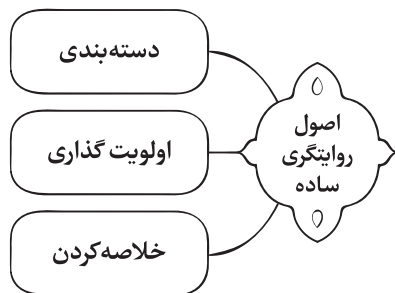 اصول
روایتگری
ساده
دسته‌بندی
اولویت گذاری
خلاصه‌کردن